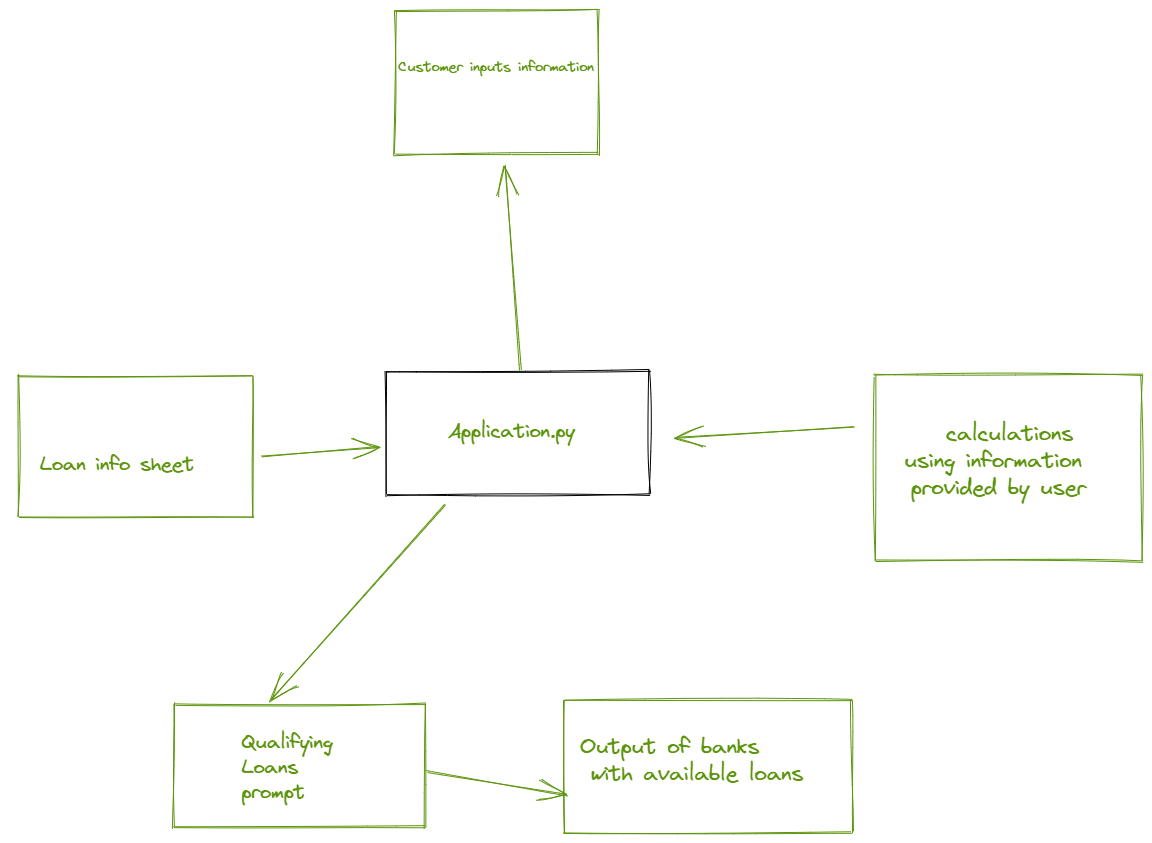 Customer inputs information
Application.py
Loan info sheet
calculations
using information
provided by user
Qualifying
Loans
prompt
Output of banks
with available loans